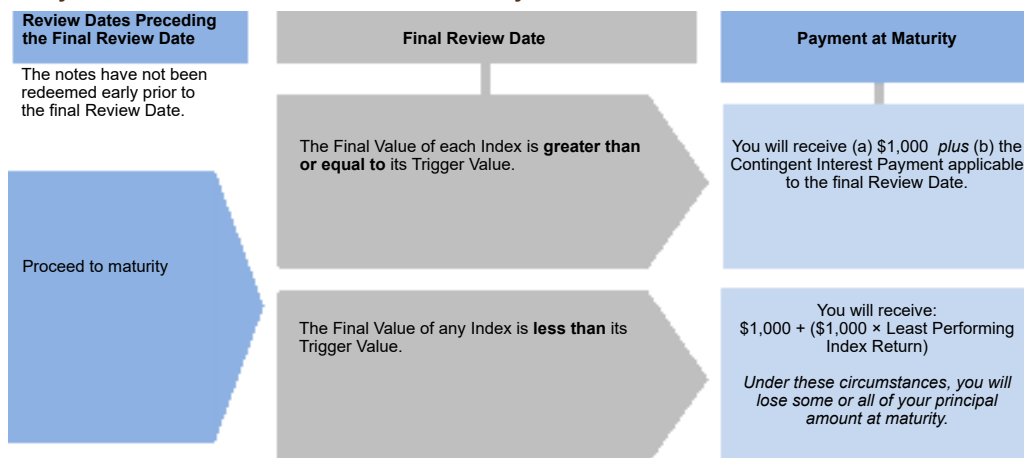 Review Dates Preceding
the Final Review Date
Final Review Date
Payment at Maturity
The notes have not been
redeemed early prior to
the final Review Date.
Proceed to maturity
The Final Value of each Index is greater than
or equal to its Trigger Value.
You will receive (a) $1,000 plus (b) the
Contingent Interest Payment applicable
to the final Review Date.
The Final Value of any Index is less than its
Trigger Value.
You will receive:
$1,000 + ($1,000 × Least Performing
Index Return)
Under these circumstances, you will
lose some or all of your principal
amount at maturity.